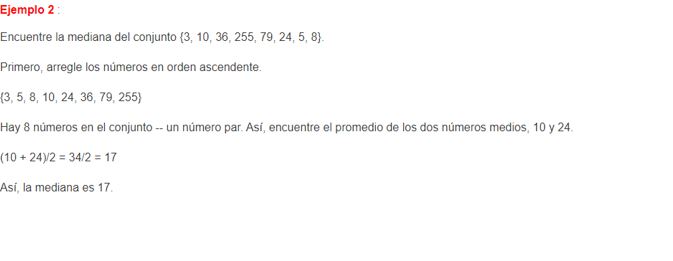 Ejemplo 2 :
Encuentre la mediana del conjunto {3, 10, 36, 255, 79, 24, 5, 8}.
Primero, arregle los números en orden ascendente.
{3, 5, 8, 10, 24, 36, 79, 255}
Hay 8 números en el conjunto -- un número par. Así, encuentre el promedio de los dos números medios, 10 y 24.
(10 + 24)/2 = 34/2 = 17
Así, la mediana es 17.